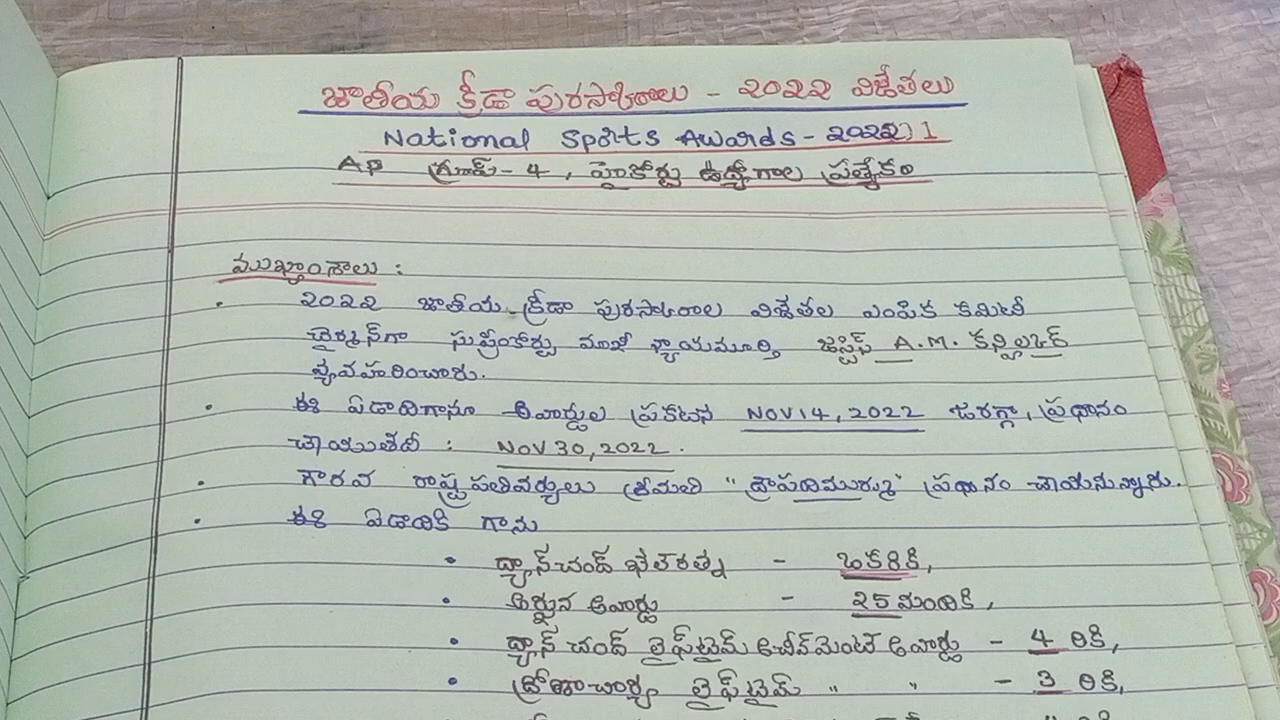 జాతీయ క్రీడా పురస్కారాలు - 2022 విజేతలు
National Sports Awards - 2022
AP గ్రూప్ - 4 , హైకోర్టు ఉద్యోగాల ప్రత్యేకం
ముఖ్యాంశాలు :
• 2022 జాతీయ క్రీడా పురస్కారాల విజేతల ఎంపిక కమిటీ
చైర్మన్‌గా సుప్రీంకోర్టు మాజీ న్యాయమూర్తి జస్టిస్ A.M. కన్విల్కర్
వ్యవహరించారు.
• ఈ ఏడాదిగానూ అవార్డుల ప్రకటన NOV 14, 2022 జరగ్గా, ప్రధానం
చాయుతేదీ : NOV 30, 2022.
• గౌరవ రాష్ట్రపతివర్యులు శ్రీమతి "ద్రౌపదిముర్ము" ప్రధానం చాయనున్నారు.
• ఈ ఏడాదికి గాను
• ధ్యాన్‌చంద్ ఖేల్‌రత్న - ఒకరికి,
• అర్జున అవార్డు - 25 మందికి,
• ధ్యాన్ చంద్ లైఫ్‌టైమ్ అచీవ్‌మెంట్ అవార్డు - 4 రికి,
• ద్రోణాచార్య లైఫ్‌టైమ్ " " - 3 రికి,